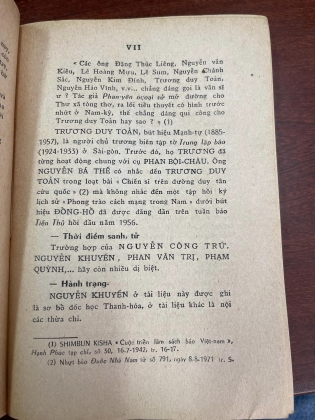 VII
« Các ông Đặng Thúc Liêng, Nguyễn văn
Kiêu, Lê Hoằng Mưu, Lê Sum, Nguyễn Chánh
Sắc, Nguyễn Kim Đính, Trương duy Toản,
Nguyễn Háo Vĩnh, v.v... chẳng đáng gọi là văn
sĩ ? Tác giả Phan-yên ngoại sử mở đường cho
Thơ xã tông thơ, ra lối tiểu thuyết có hình trước
nhứt ở Nam-kỳ, thế chẳng đáng qui công
cho Trương duy Toản hay sao ? » (1)
TRƯƠNG DUY TOẢN, bút hiệu Mạnh-tự (1885-
1957), là người chủ trương biên tập tờ Trung lập báo
(1924-1933) ở Sài-gòn. Trước đó, họ TRƯƠNG đã
từng hoạt động chung với cụ PHAN BỘI-CHÂU. Ông
NGUYỄN BÁ THẾ có nhắc đến TRƯƠNG DUY
TOẢN trong loạt bài « Chiến sĩ trên đường duy tân
cứu quốc » (2) mà không nhắc đến một tập hồi ký
lịch sử « Phong trào cách mạng trong Nam » dưới bút
hiệu ĐỒNG-HỒ đã được đăng dần trên tuần báo
Tiến Thủ hồi đầu năm 1956.
— Thời điểm sanh, tử
Trường hợp của NGUYỄN CÔNG TRỨ,
NGUYỄN KHUYẾN, PHAN VĂN TRỊ, PHẠM
QUỲNH,... hãy còn nhiều dị biệt.
— Hành trạng-
NGUYỄN KHUYẾN ở tài liệu này được ghi
là sơ bổ đốc học Thanh-hóa, ở tài liệu khác là nội
các thừa chỉ.
(1) SHIMBUN KISHA « Cuộc triển lãm sách báo Việt-nam »,
Hạnh Phúc tạp chí, số 50, 16-7-1942, tr. 16-17.
(2) Nhựt báo Đuốc Nhà Nam từ số 791, ngày 8-8-1971 tr. 5.